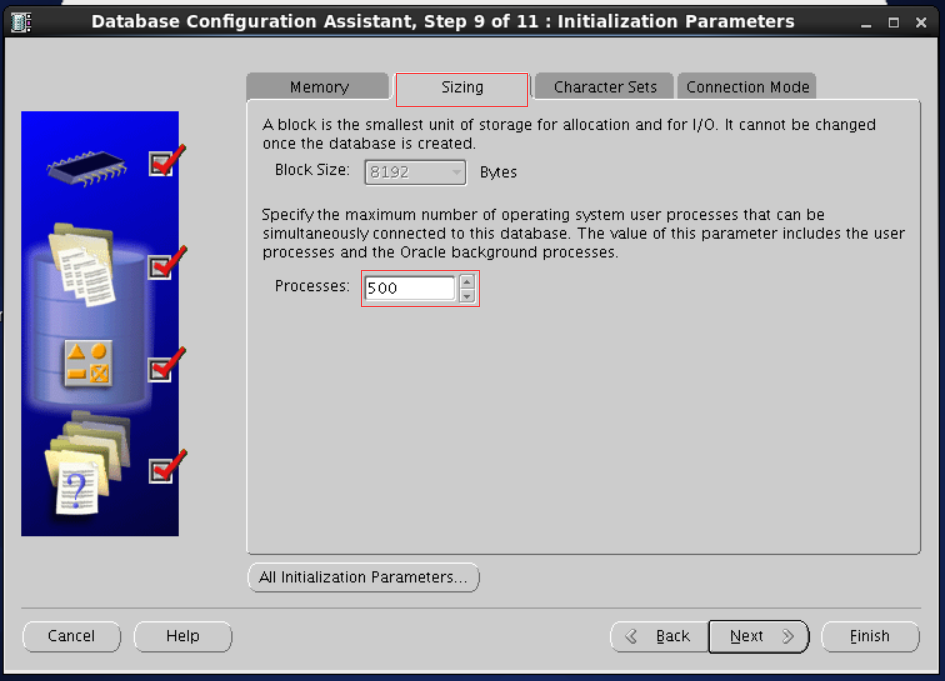 Database Configuration Assistant, Step 9 of 11 : Initialization Parameters
Memory
Sizing
Character Sets
Connection Mode
A block is the smallest unit of storage for allocation and for I/O. It cannot be changed
once the database is created.
Block Size: 8192 Bytes
Specify the maximum number of operating system user processes that can be
simultaneously connected to this database. The value of this parameter includes the user
processes and the Oracle background processes.
Processes: 500
?
All Initialization Parameters...
Cancel
Help
Back
Next
Finish